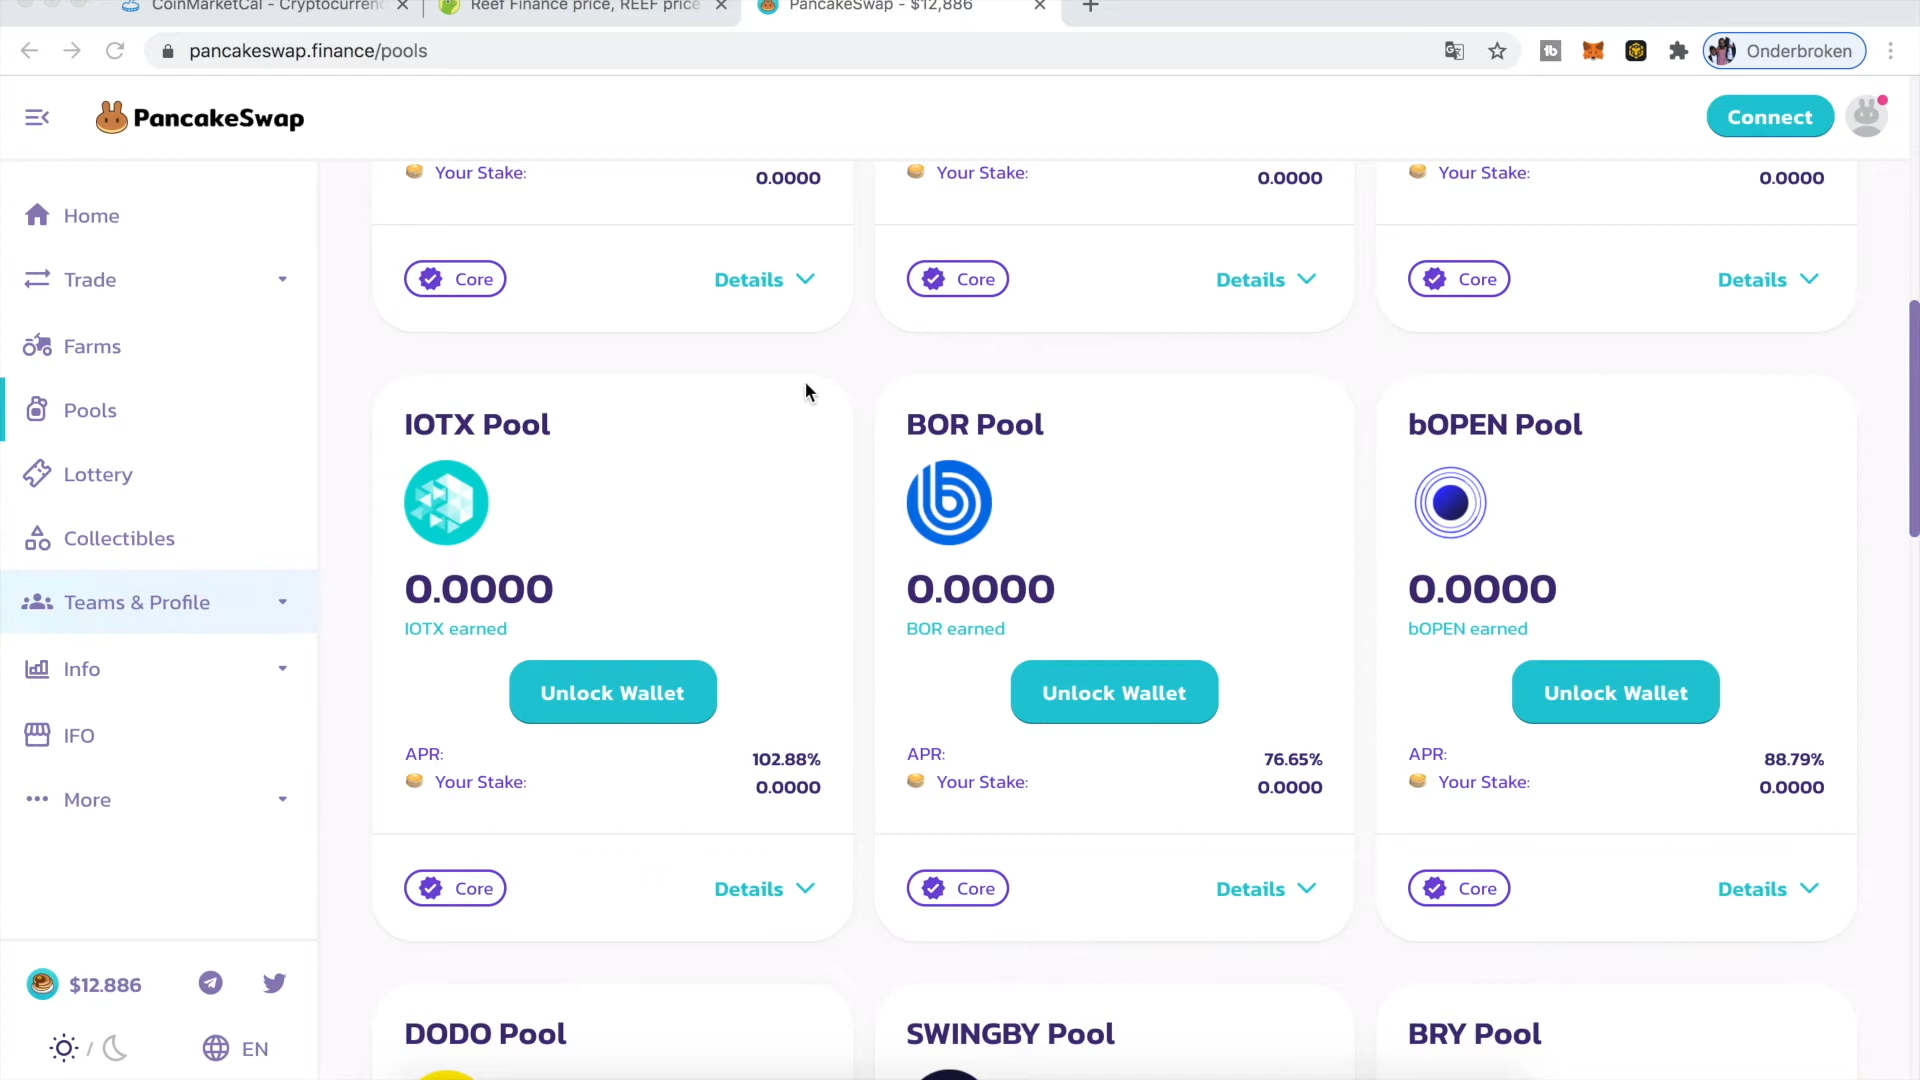 CoinMarketCal - Cryptocurren
Reef Finance price, REEF price
PancakeSwap - $12,886
pancakeswap.finance/pools
Onderbroken
PancakeSwap
Connect
Home
Trade
Farms
Pools
Lottery
Collectibles
Teams & Profile
Info
IFO
More
$12.886
/
EN
Your Stake: 0.0000
Your Stake: 0.0000
Your Stake: 0.0000
Core Details
Core Details
Core Details
IOTX Pool
0.0000
IOTX earned
Unlock Wallet
APR: 102.88%
Your Stake: 0.0000
Core Details
BOR Pool
0.0000
BOR earned
Unlock Wallet
APR: 76.65%
Your Stake: 0.0000
Core Details
bOPEN Pool
0.0000
bOPEN earned
Unlock Wallet
APR: 88.79%
Your Stake: 0.0000
Core Details
DODO Pool
SWINGBY Pool
BRY Pool